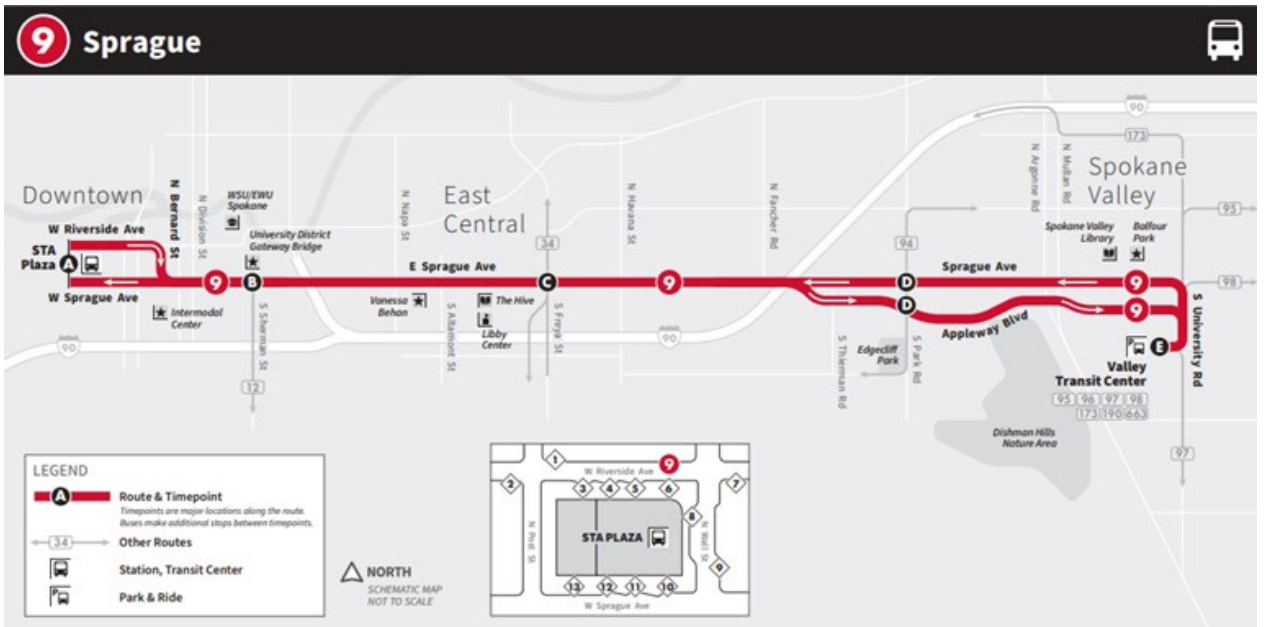 9 Sprague
90
173
Downtown
N Bernard St
N Division St
WSU/EWU
Spokane
N Napa St
East
Central
N Havana St
N Fancher Rd
N Argonne Rd
N Mullan Rd
Spokane
Valley
W Riverside Ave
University District
Gateway Bridge
34
94
95
Spokane Valley
Library
Balfour
Park
STA
Plaza
A
9
B
E Sprague Ave
C
9
D
Sprague Ave
9
98
W Sprague Ave
Intermodal
Center
S Sherman St
Vanessa
Behan
S Altamont St
The Hive
Libby
Center
S Freya St
D
Appleway Blvd
9
S University Rd
90
90
12
S Thierman Rd
Edgecliff
Park
S Park Rd
E
Valley
Transit Center
95 96 97 98
173 190 663
Dishman Hills
Nature Area
97
LEGEND
A Route & Timepoint
Timepoints are major locations along the route.
Buses make additional stops between timepoints.
34 Other Routes
Station, Transit Center
P Park & Ride
NORTH
SCHEMATIC MAP
NOT TO SCALE
1
W Riverside Ave
9
2
3 4 5 6
7
8
N Post St
STA PLAZA
N Wall St
9
13 12 11 10
W Sprague Ave